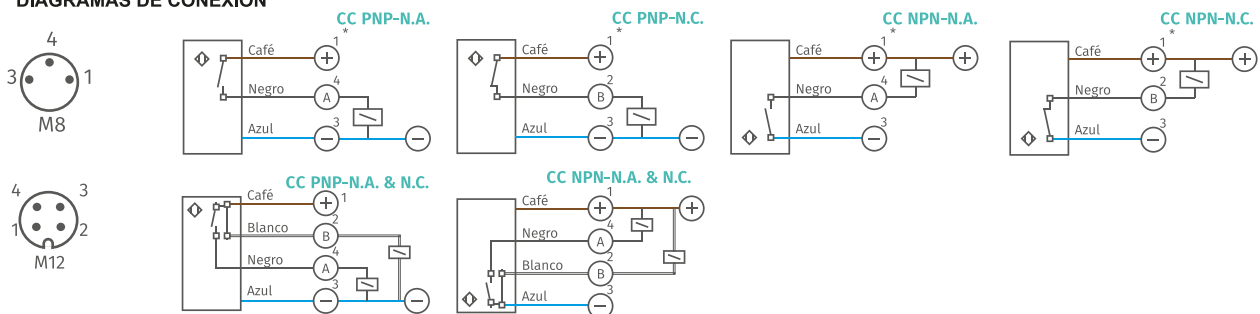 DIAGRAMAS DE CONEXIÓN
4
3
1
M8
CC PNP-N.A.
Café
1
*
+
Negro
4
A
Azul
3
−
−
CC PNP-N.C.
Café
1
*
+
Negro
2
B
Azul
3
−
−
CC NPN-N.A.
Café
1
*
+
+
Negro
4
A
Azul
3
−
CC NPN-N.C.
Café
1
*
+
+
Negro
2
B
Azul
3
−
4
3
1
2
M12
CC PNP-N.A. & N.C.
Café
1
+
Blanco
2
B
Negro
4
A
Azul
3
−
−
CC NPN-N.A. & N.C.
Café
1
+
+
Negro
4
A
Blanco
2
B
Azul
3
−